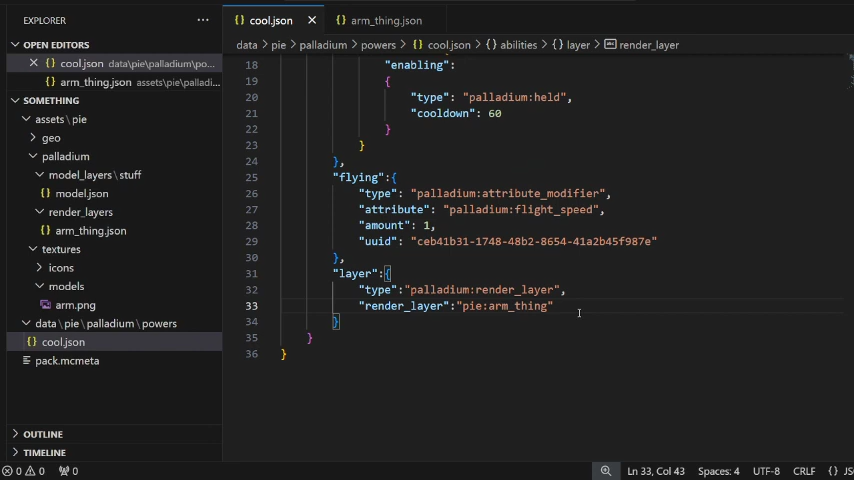 EXPLORER ···
cool.json
arm_thing.json
OPEN EDITORS
cool.json data\pie\palladium\po...
arm_thing.json assets\pie\palladi...
SOMETHING
assets\pie
geo
palladium
model_layers\stuff
model.json
render_layers
arm_thing.json
textures
icons
models
arm.png
data\pie\palladium\powers
cool.json
pack.mcmeta
OUTLINE
TIMELINE
data > pie > palladium > powers > {} cool.json > {} abilities > {} layer > render_layer
18 "enabling":
19 {
20 "type": "palladium:held",
21 "cooldown": 60
22 }
23 }
24 },
25 "flying":{
26 "type": "palladium:attribute_modifier",
27 "attribute": "palladium:flight_speed",
28 "amount": 1,
29 "uuid": "ceb41b31-1748-48b2-8654-41a2b45f987e"
30 },
31 "layer":{
32 "type":"palladium:render_layer",
33 "render_layer":"pie:arm_thing"
34 }
35 }
36 }
0 0 0 Ln 33, Col 43 Spaces: 4 UTF-8 CRLF {} JS